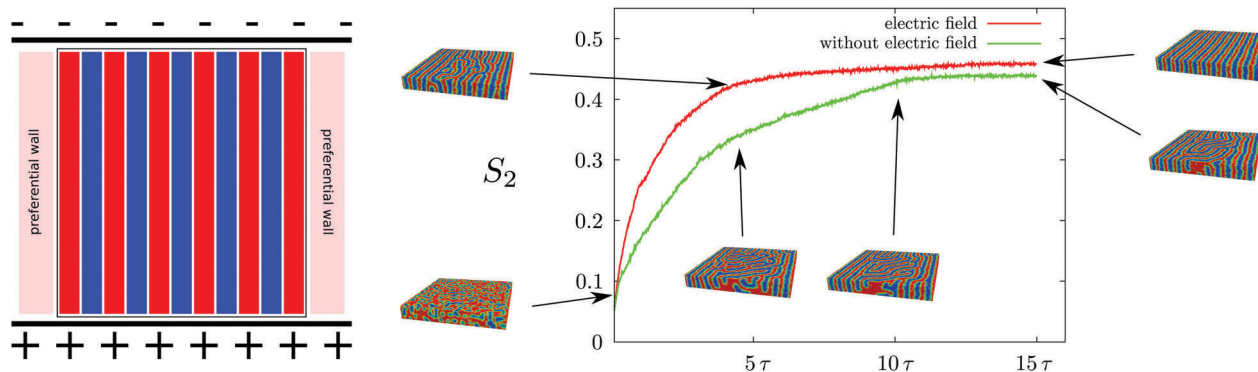 - - - - - - - -
preferential wall
preferential wall
+ + + + + + + +
S₂
0.5
0.4
0.3
0.2
0.1
0
electric field
without electric field
5 τ
10 τ
15 τ